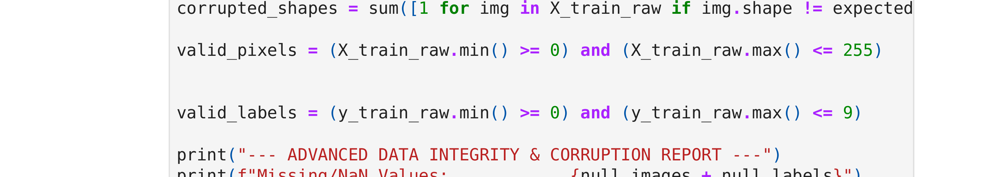 corrupted_shapes = sum([1 for img in X_train_raw if img.shape != expected
valid_pixels = (X_train_raw.min() >= 0) and (X_train_raw.max() <= 255)
valid_labels = (y_train_raw.min() >= 0) and (y_train_raw.max() <= 9)
print("--- ADVANCED DATA INTEGRITY & CORRUPTION REPORT ---")
print(f"Missing/NaN Values:            {null_images + null_labels}")